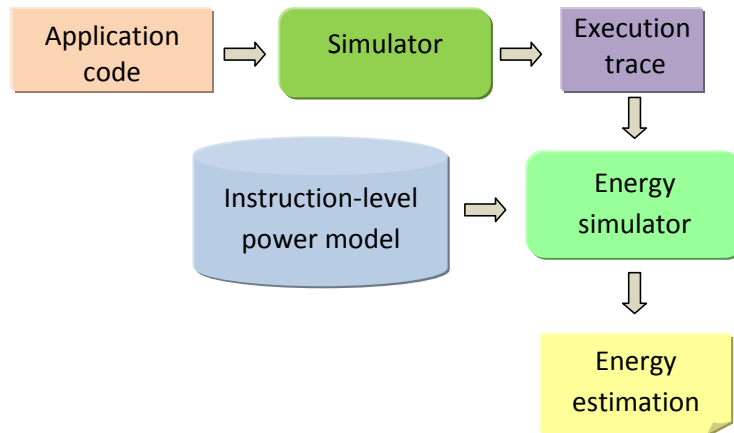 Application
code
Simulator
Execution
trace
Instruction-level
power model
Energy
simulator
Energy
estimation